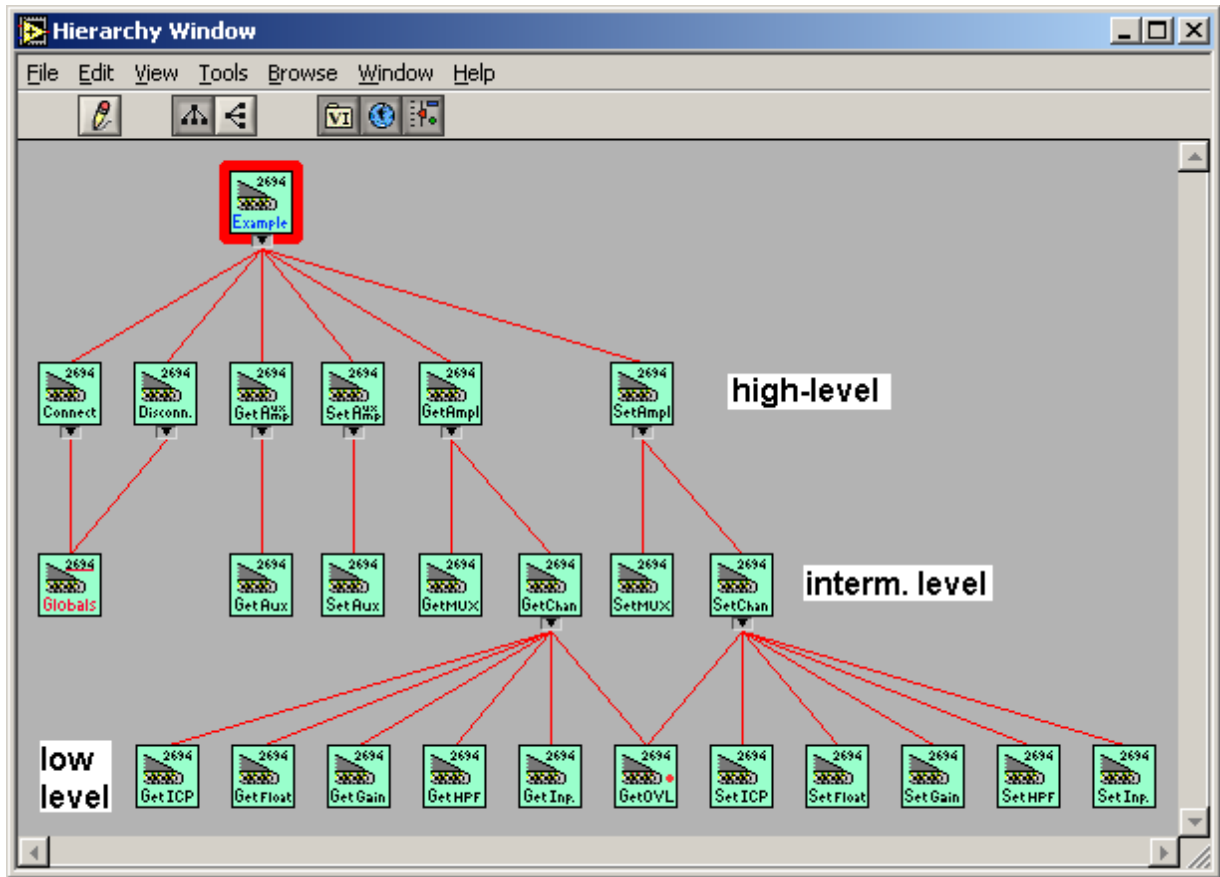 Hierarchy Window
File Edit View Tools Browse Window Help
VI
2694
Example
2694 2694 2694 2694 2694 2694
Connect Disconn. Get Aux Amp Set Aux Amp GetAmpl SetAmpl
high-level
2694 2694 2694 2694 2694 2694 2694
Globals Get Aux Set Aux GetMUX GetChan SetMUX SetChan
interm. level
low
level
2694 2694 2694 2694 2694 2694 2694 2694 2694 2694 2694
Get ICP Get Float Get Gain Get HPF Get Inp. GetOVL Set ICP Set Float Set Gain Set HPF Set Inp.